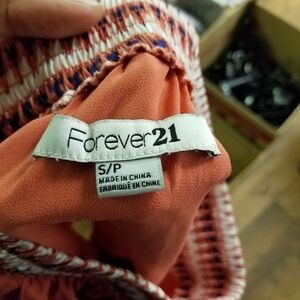 Forever21
S/P
MADE IN CHINA
FABRIQUÉ EN CHINE